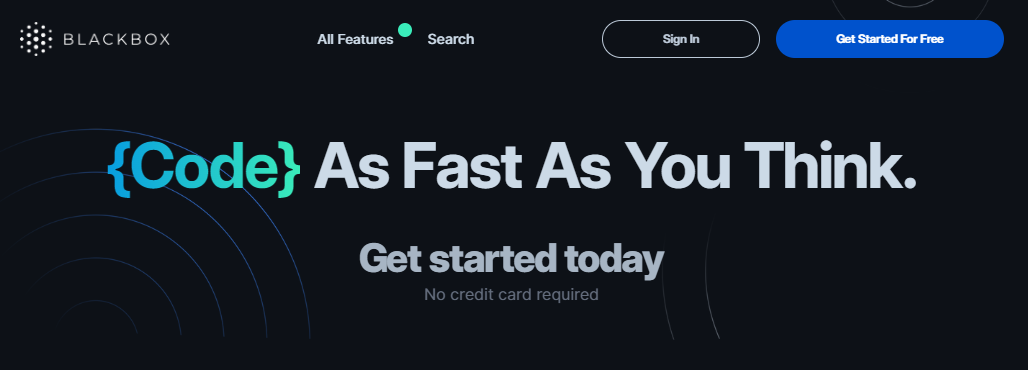 BLACKBOX
All Features
Search
Sign In
Get Started For Free
{Code} As Fast As You Think.
Get started today
No credit card required